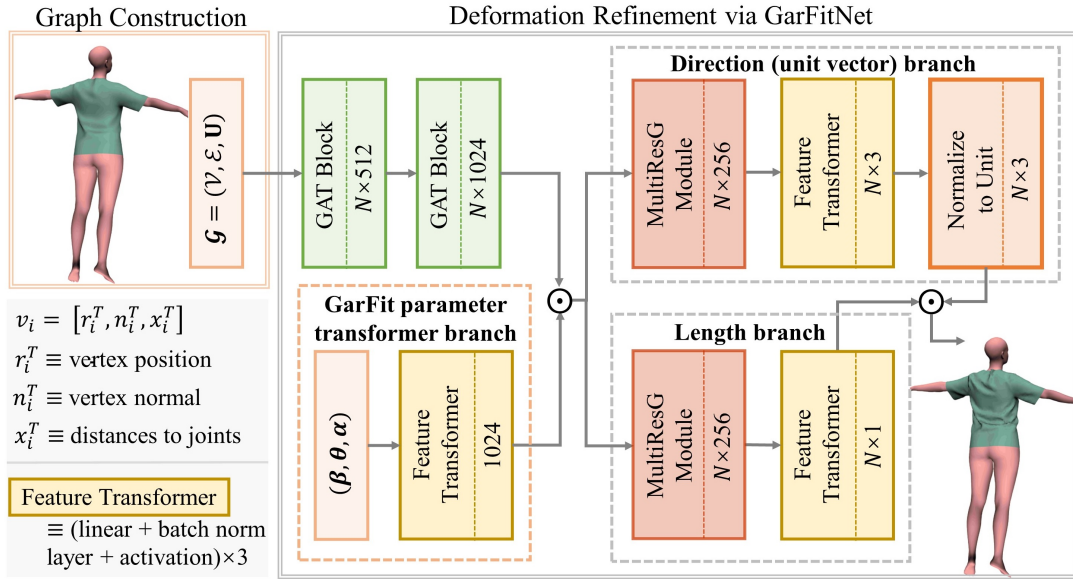 Graph Construction
Deformation Refinement via GarFitNet
𝓖 = (𝒱, ℰ, 𝐔)
GAT Block
N×512
GAT Block
N×1024
Direction (unit vector) branch
MultiResG
Module
N×256
Feature
Transformer
N×3
Normalize
to Unit
N×3
GarFit parameter
transformer branch
(𝜷, 𝜽, 𝜶)
Feature
Transformer
1024
Length branch
MultiResG
Module
N×256
Feature
Transformer
N×1
v_i = [r_i^T, n_i^T, x_i^T]
r_i^T ≡ vertex position
n_i^T ≡ vertex normal
x_i^T ≡ distances to joints
Feature Transformer
≡ (linear + batch norm
layer + activation)×3